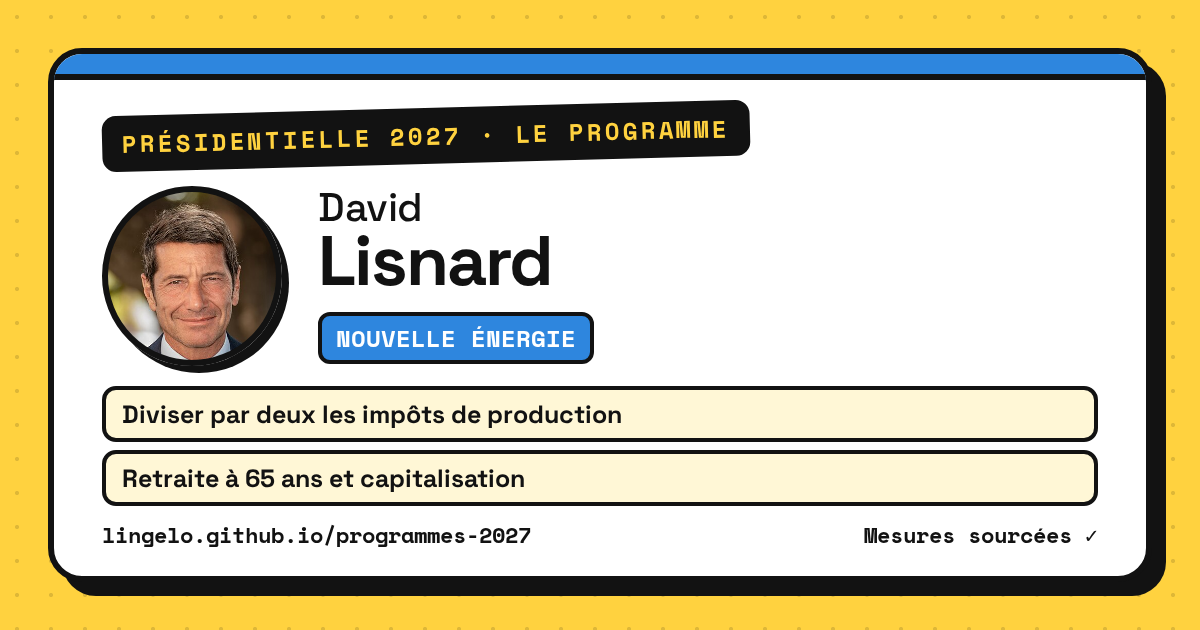 PRÉSIDENTIELLE 2027 · LE PROGRAMME
David
Lisnard
NOUVELLE ÉNERGIE
Diviser par deux les impôts de production
Retraite à 65 ans et capitalisation
lingelo.github.io/programmes-2027
Mesures sourcées ✓